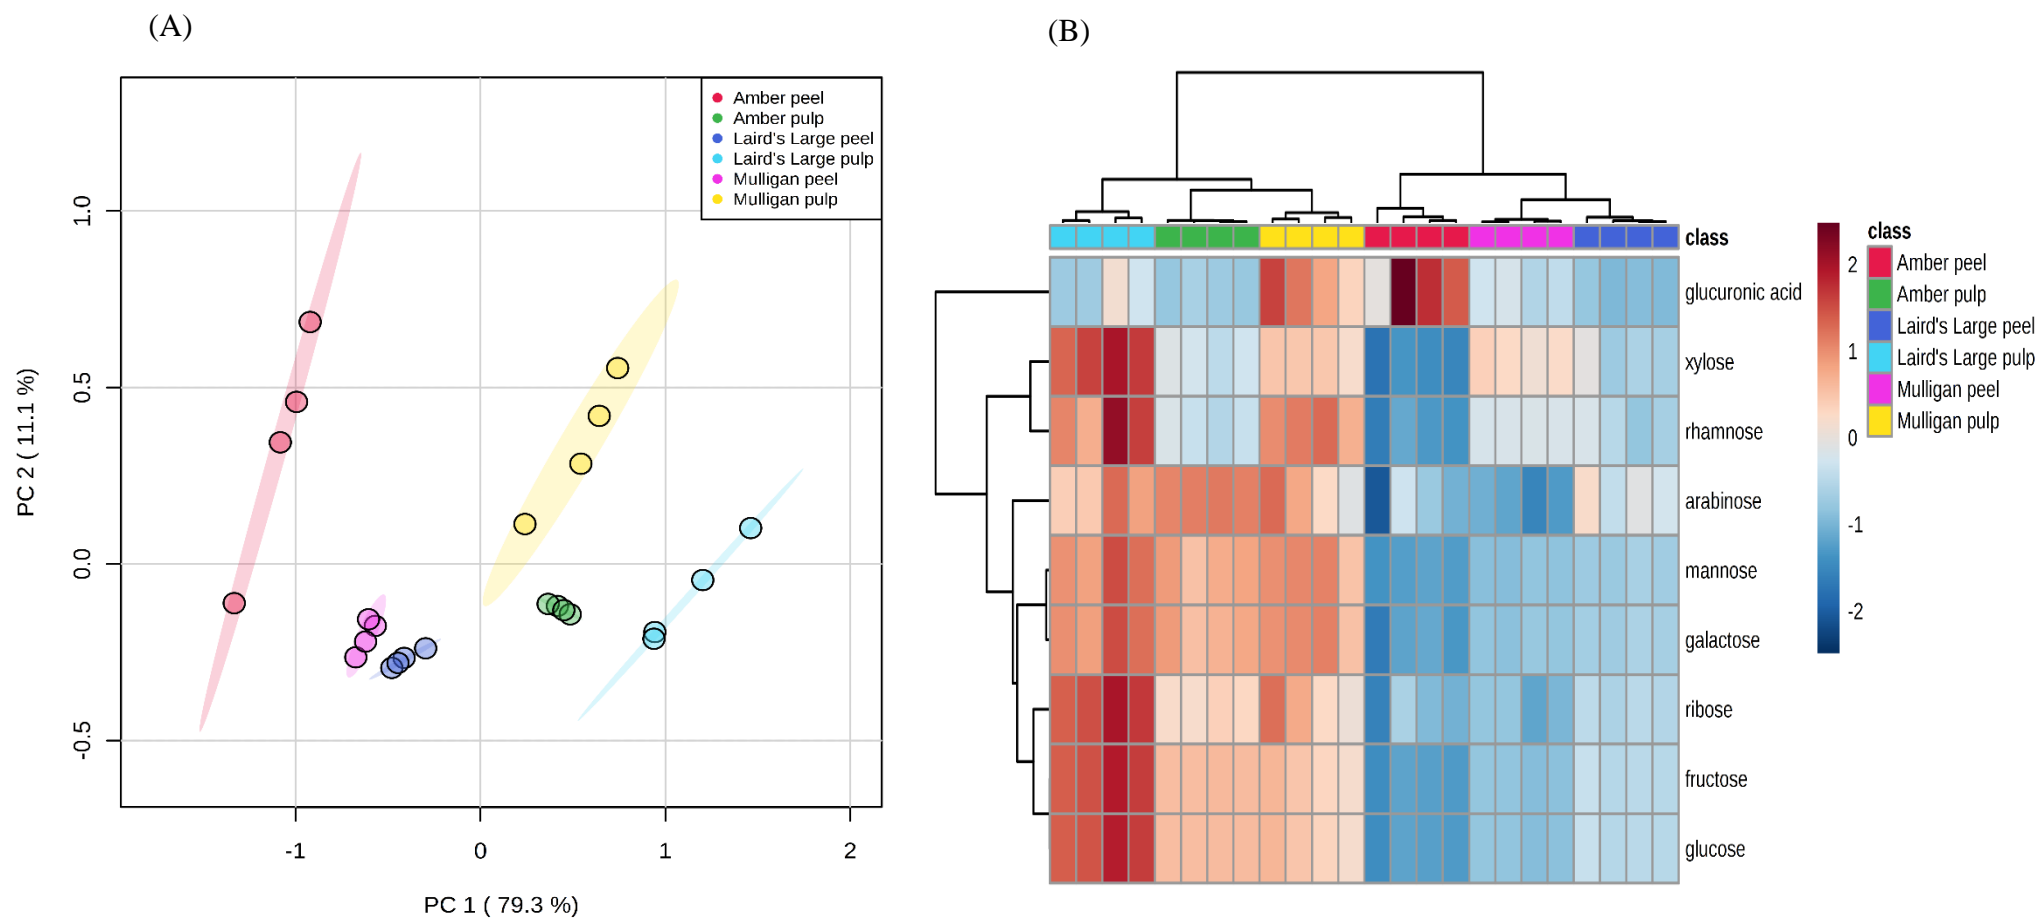 (A)
Amber peel
Amber pulp
Laird's Large peel
Laird's Large pulp
Mulligan peel
Mulligan pulp
PC 2 ( 11.1 %)
1.0
0.5
0.0
-0.5
-1
0
1
2
PC 1 ( 79.3 %)
(B)
class
glucuronic acid
xylose
rhamnose
arabinose
mannose
galactose
ribose
fructose
glucose
2
1
0
-1
-2
class
Amber peel
Amber pulp
Laird's Large peel
Laird's Large pulp
Mulligan peel
Mulligan pulp